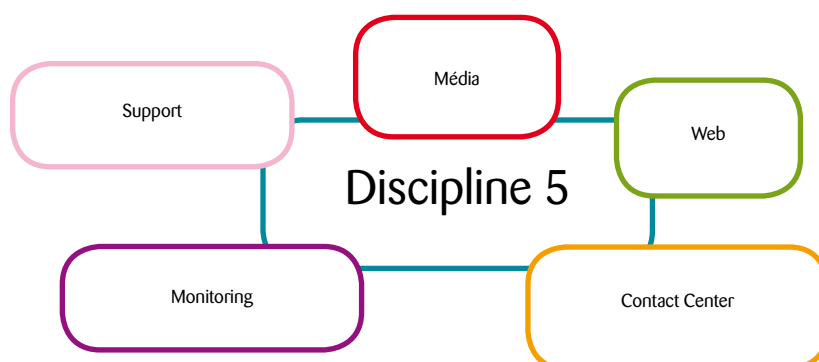 Média
Support
Web
Discipline 5
Monitoring
Contact Center